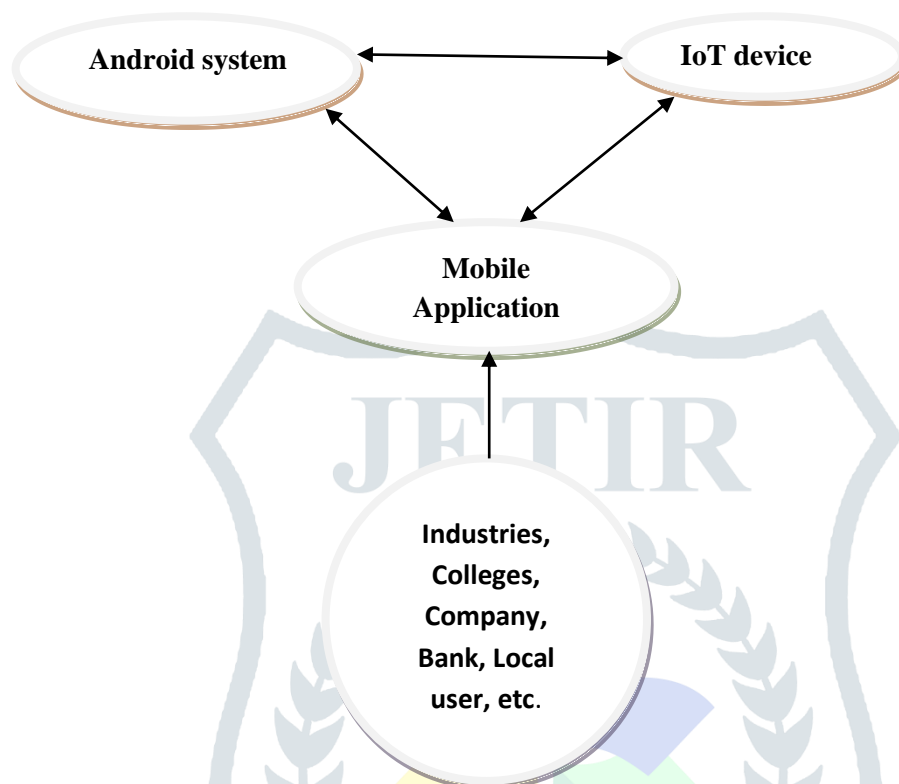 Android system
IoT device
Mobile
Application
JETIR
Industries,
Colleges,
Company,
Bank, Local
user, etc.